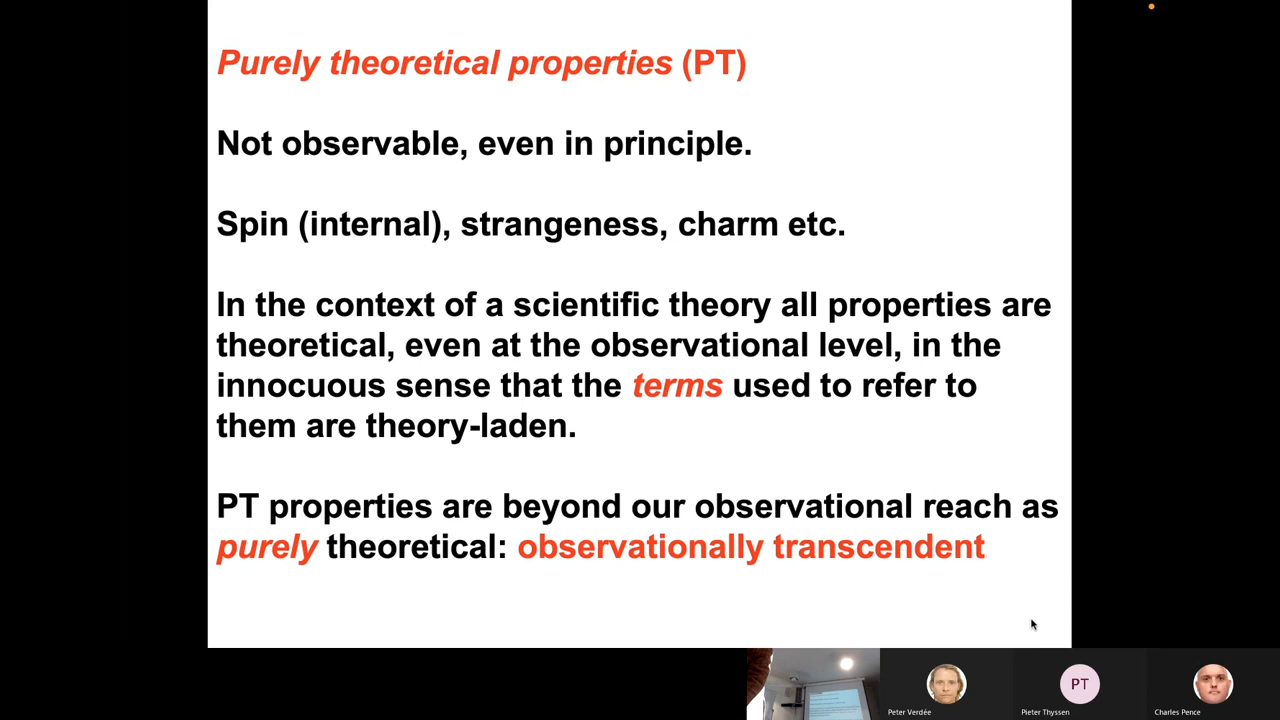 Purely theoretical properties (PT)
Not observable, even in principle.
Spin (internal), strangeness, charm etc.
In the context of a scientific theory all properties are
theoretical, even at the observational level, in the
innocuous sense that the terms used to refer to
them are theory-laden.
PT properties are beyond our observational reach as
purely theoretical: observationally transcendent
PT
Peter Verdée
Pieter Thyssen
Charles Pence